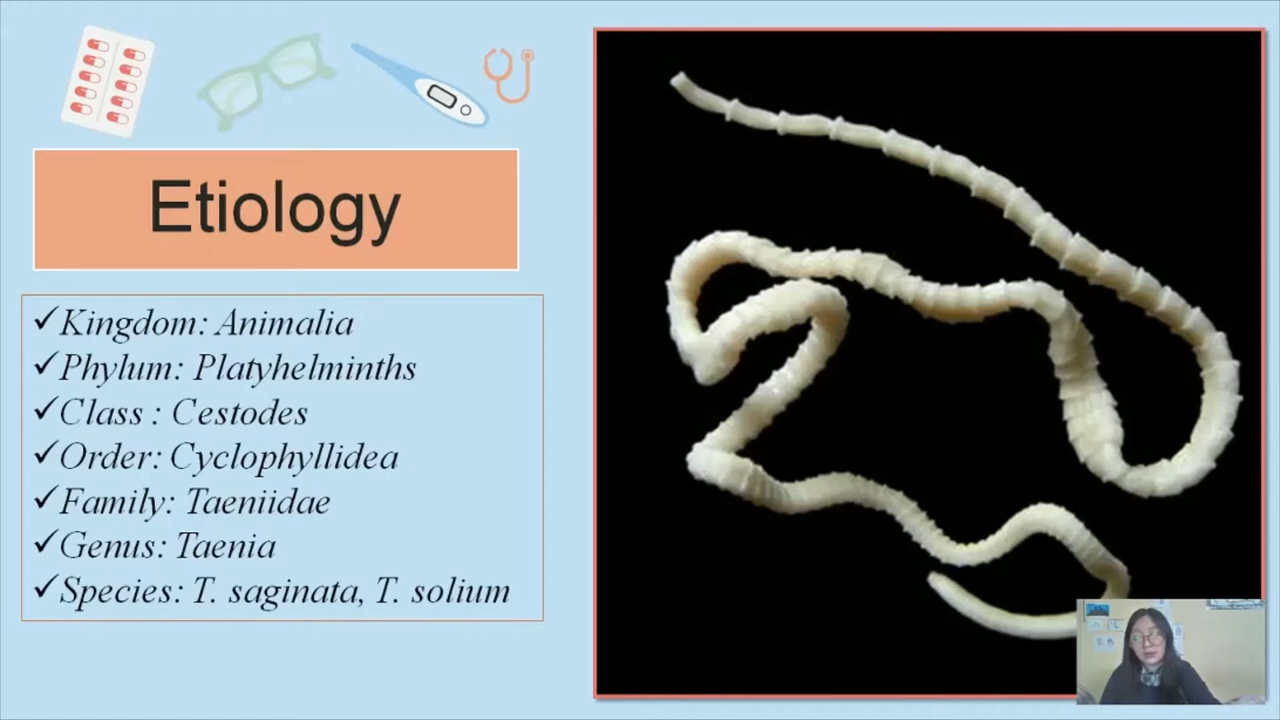 Etiology
✓Kingdom: Animalia
✓Phylum: Platyhelminths
✓Class : Cestodes
✓Order: Cyclophyllidea
✓Family: Taeniidae
✓Genus: Taenia
✓Species: T. saginata, T. solium